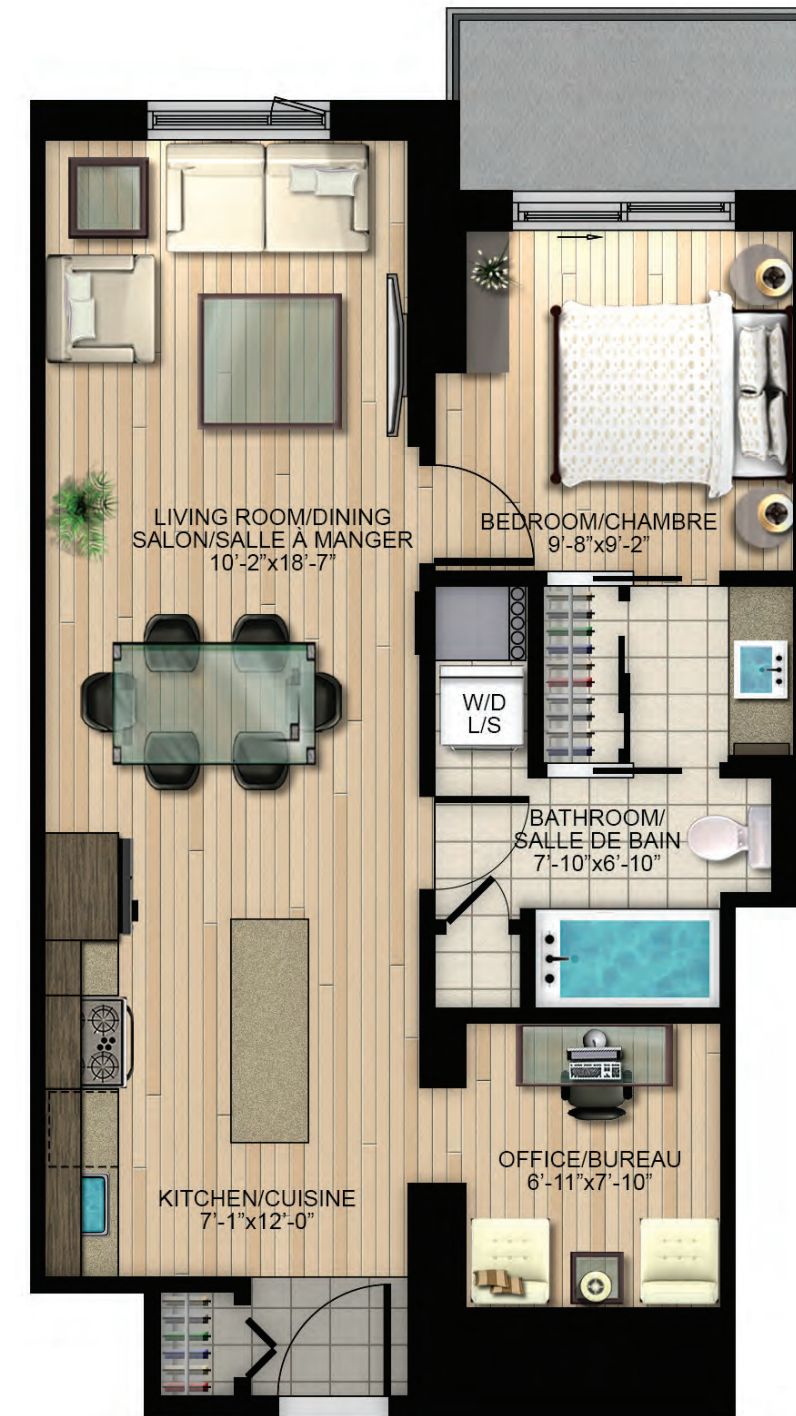 LIVING ROOM/DINING
SALON/SALLE À MANGER
10'-2"x18'-7"
BEDROOM/CHAMBRE
9'-8"x9'-2"
W/D
L/S
BATHROOM/
SALLE DE BAIN
7'-10"x6'-10"
OFFICE/BUREAU
6'-11"x7'-10"
KITCHEN/CUISINE
7'-1"x12'-0"